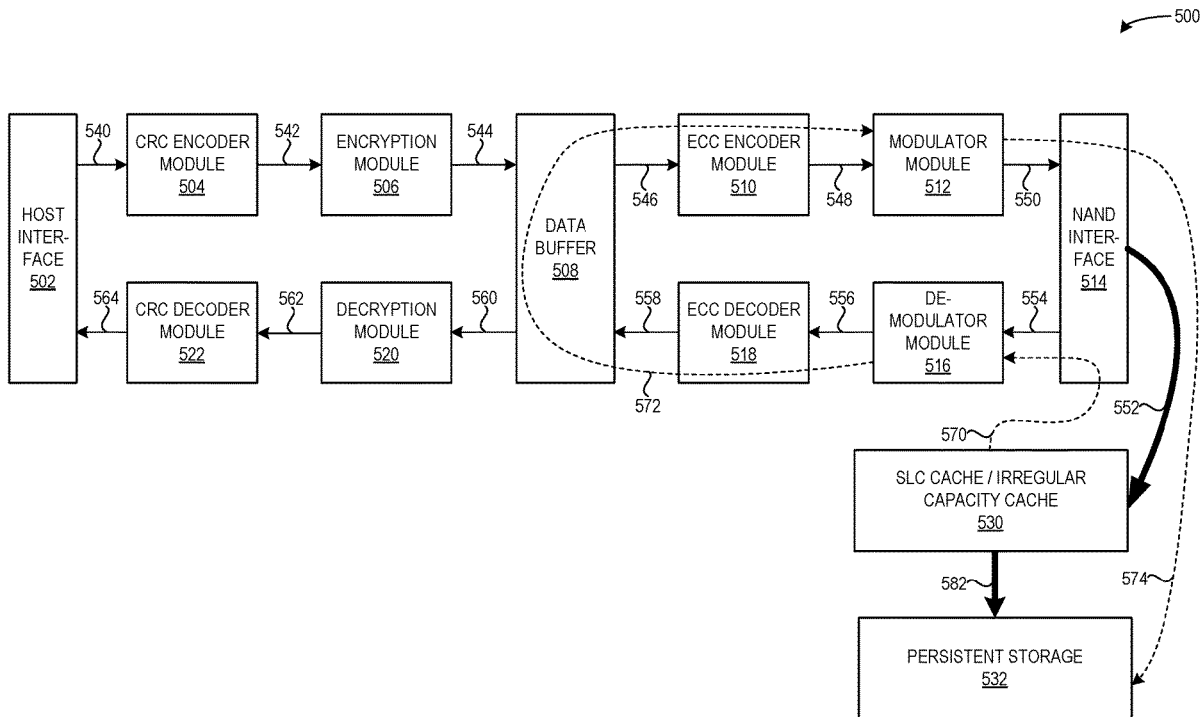 500
540
542
544
546
548
550
CRC ENCODER
MODULE
504
ENCRYPTION
MODULE
506
ECC ENCODER
MODULE
510
MODULATOR
MODULE
512
HOST
INTER-
FACE
502
DATA
BUFFER
508
NAND
INTER-
FACE
514
564
562
560
558
556
554
CRC DECODER
MODULE
522
DECRYPTION
MODULE
520
ECC DECODER
MODULE
518
DE-
MODULATOR
MODULE
516
572
552
570
SLC CACHE / IRREGULAR
CAPACITY CACHE
530
582
574
PERSISTENT STORAGE
532